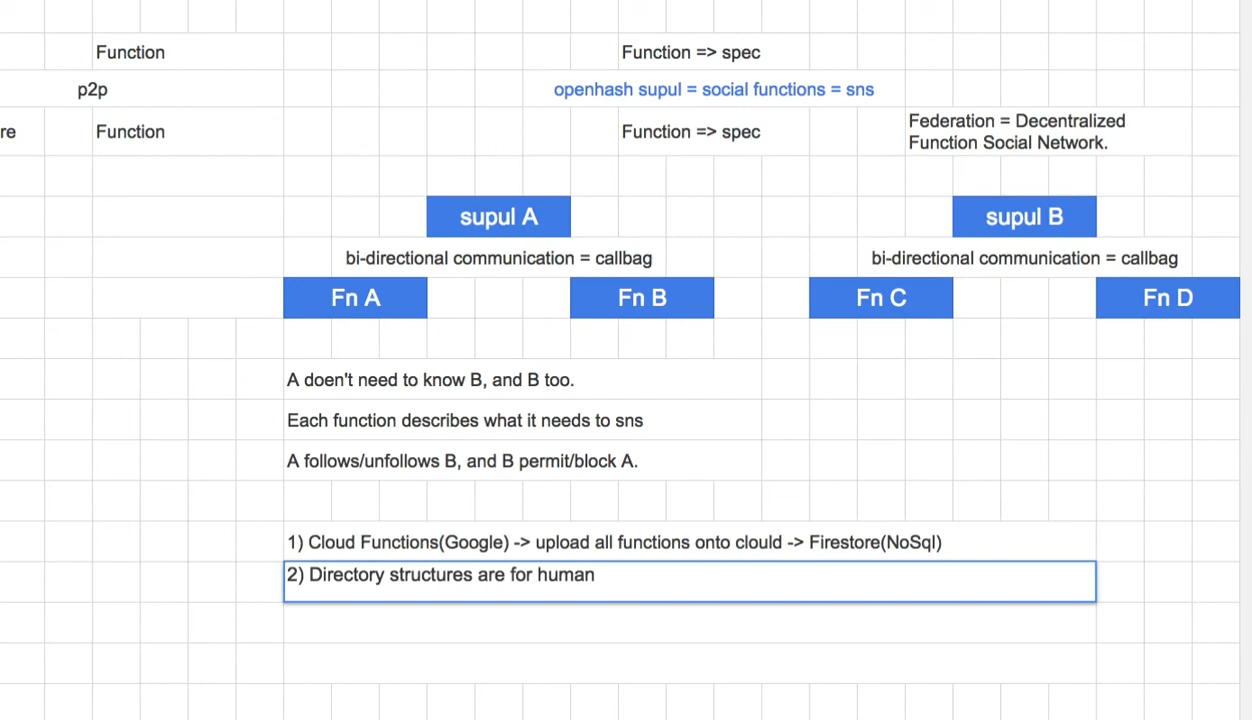 Function
Function => spec
p2p
openhash supul = social functions = sns
re
Function
Function => spec
Federation = Decentralized
Function Social Network.
supul A
supul B
bi-directional communication = callbag
bi-directional communication = callbag
Fn A
Fn B
Fn C
Fn D
A doen't need to know B, and B too.
Each function describes what it needs to sns
A follows/unfollows B, and B permit/block A.
1) Cloud Functions(Google) -> upload all functions onto clould -> Firestore(NoSql)
2) Directory structures are for human